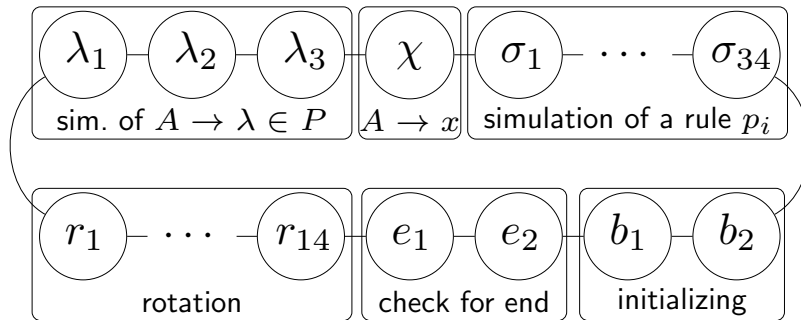 λ₁ λ₂ λ₃ χ σ₁ ··· σ₃₄
sim. of A → λ ∈ P A → x simulation of a rule pᵢ
r₁ ··· r₁₄ e₁ e₂ b₁ b₂
rotation check for end initializing